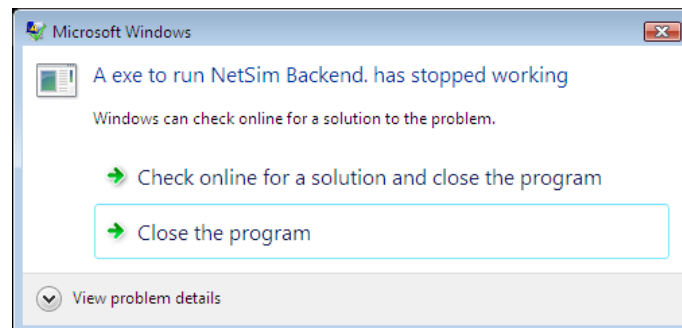 Microsoft Windows
A exe to run NetSim Backend. has stopped working
Windows can check online for a solution to the problem.
Check online for a solution and close the program
Close the program
View problem details